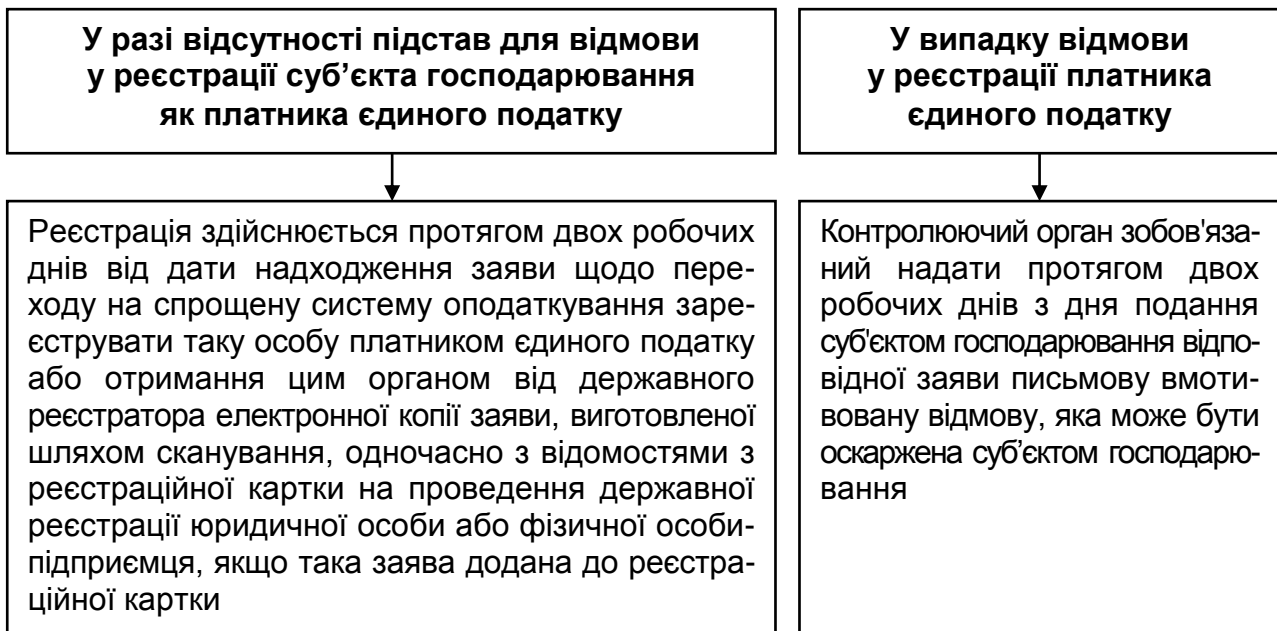 У разі відсутності підстав для відмови
у реєстрації суб’єкта господарювання
як платника єдиного податку
Реєстрація здійснюється протягом двох робочих
днів від дати надходження заяви щодо пере-
ходу на спрощену систему оподаткування заре-
єструвати таку особу платником єдиного податку
або отримання цим органом від державного
реєстратора електронної копії заяви, виготовленої
шляхом сканування, одночасно з відомостями з
реєстраційної картки на проведення державної
реєстрації юридичної особи або фізичної особи-
підприємця, якщо така заява додана до реєстра-
ційної картки
У випадку відмови
у реєстрації платника
єдиного податку
Контролюючий орган зобов'яза-
ний надати протягом двох
робочих днів з дня подання
суб'єктом господарювання відпо-
відної заяви письмову вмоти-
вовану відмову, яка може бути
оскаржена суб’єктом господарю-
вання